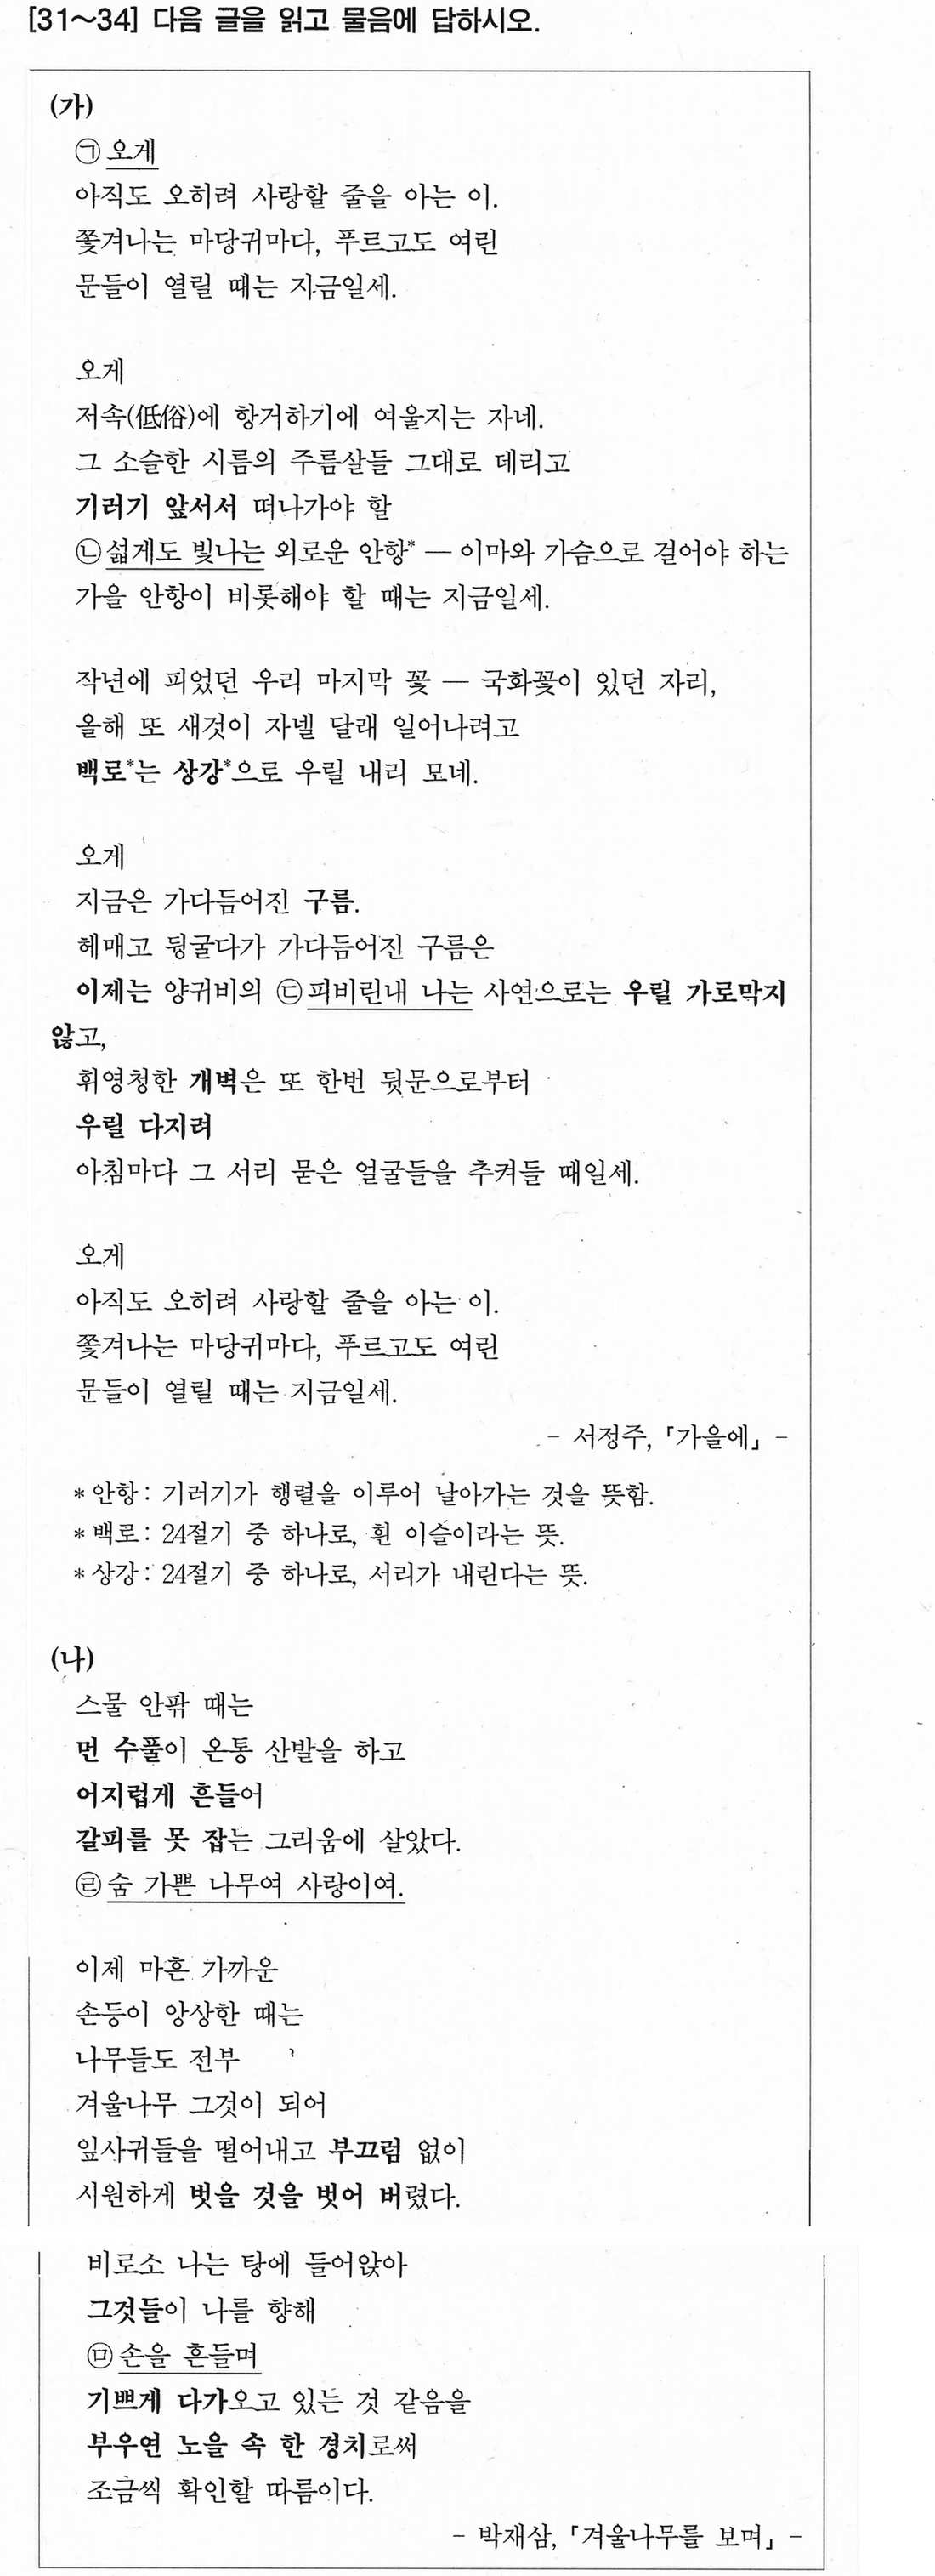 [31~34] 다음 글을 읽고 물음에 답하시오.
(가)
㉠오게
아직도 오히려 사랑할 줄을 아는 이.
쫓겨나는 마당귀마다, 푸르고도 여린
문들이 열릴 때는 지금일세.
오게
저속(低俗)에 항거하기에 여울지는 자네.
그 소슬한 시름의 주름살들 그대로 데리고
기러기 앞서서 떠나가야 할
㉡섧게도 빛나는 외로운 안항* ― 이마와 가슴으로 걸어야 하는
가을 안항이 비롯해야 할 때는 지금일세.
작년에 피었던 우리 마지막 꽃 ― 국화꽃이 있던 자리,
올해 또 새것이 자넬 달래 일어나려고
백로*는 상강*으로 우릴 내리 모네.
오게
지금은 가다듬어진 구름.
헤매고 뒹굴다가 가다듬어진 구름은
이제는 양귀비의 ㉢피비린내 나는 사연으로는 우릴 가로막지
않고,
휘영청한 개벽은 또 한번 뒷문으로부터
우릴 다지려
아침마다 그 서리 묻은 얼굴들을 추켜들 때일세.
오게
아직도 오히려 사랑할 줄을 아는 이.
쫓겨나는 마당귀마다, 푸르고도 여린
문들이 열릴 때는 지금일세.
- 서정주, 「가을에」 -
* 안항 : 기러기가 행렬을 이루어 날아가는 것을 뜻함.
* 백로 : 24절기 중 하나로, 흰 이슬이라는 뜻.
* 상강 : 24절기 중 하나로, 서리가 내린다는 뜻.
(나)
스물 안팎 때는
먼 수풀이 온통 산발을 하고
어지럽게 흔들어
갈피를 못 잡는 그리움에 살았다.
㉣숨 가쁜 나무여 사랑이여.
이제 마흔 가까운
손등이 앙상한 때는
나무들도 전부
겨울나무 그것이 되어
잎사귀들을 떨어내고 부끄럼 없이
시원하게 벗을 것을 벗어 버렸다.
비로소 나는 탕에 들어앉아
그것들이 나를 향해
㉤손을 흔들며
기쁘게 다가오고 있는 것 같음을
부우연 노을 속 한 경치로써
조금씩 확인할 따름이다.
- 박재삼, 「겨울나무를 보며」 -